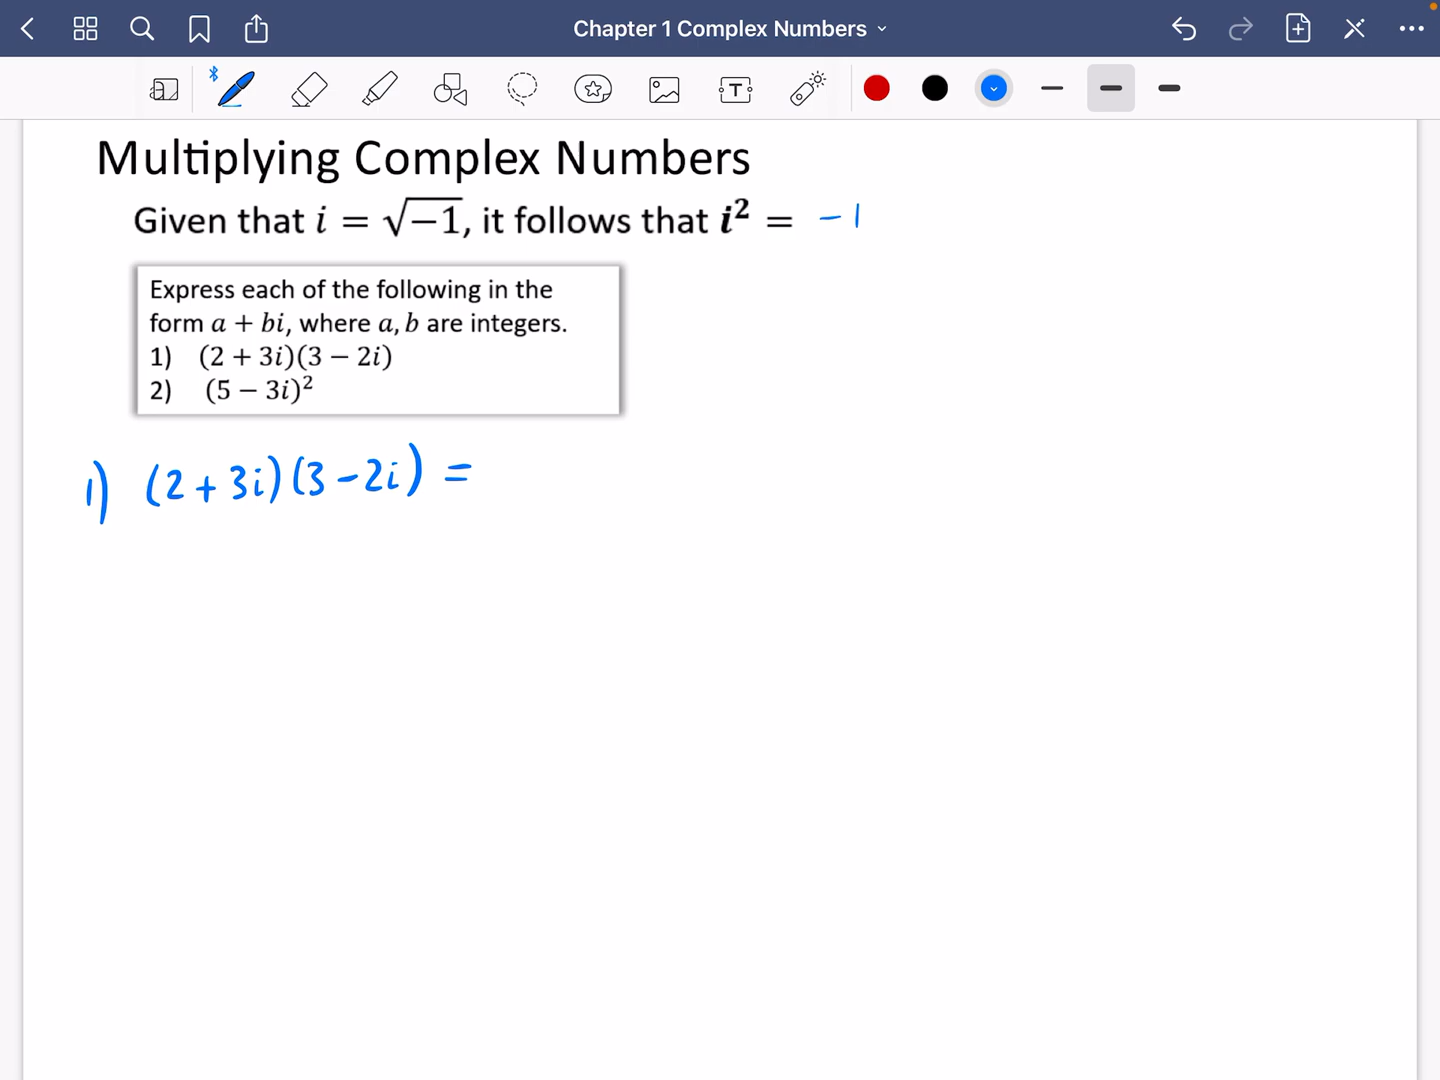 Chapter 1 Complex Numbers
Multiplying Complex Numbers
Given that i = √−1, it follows that i² = −1
Express each of the following in the
form a + bi, where a, b are integers.
1) (2 + 3i)(3 − 2i)
2) (5 − 3i)²
1) (2+3i)(3−2i) =